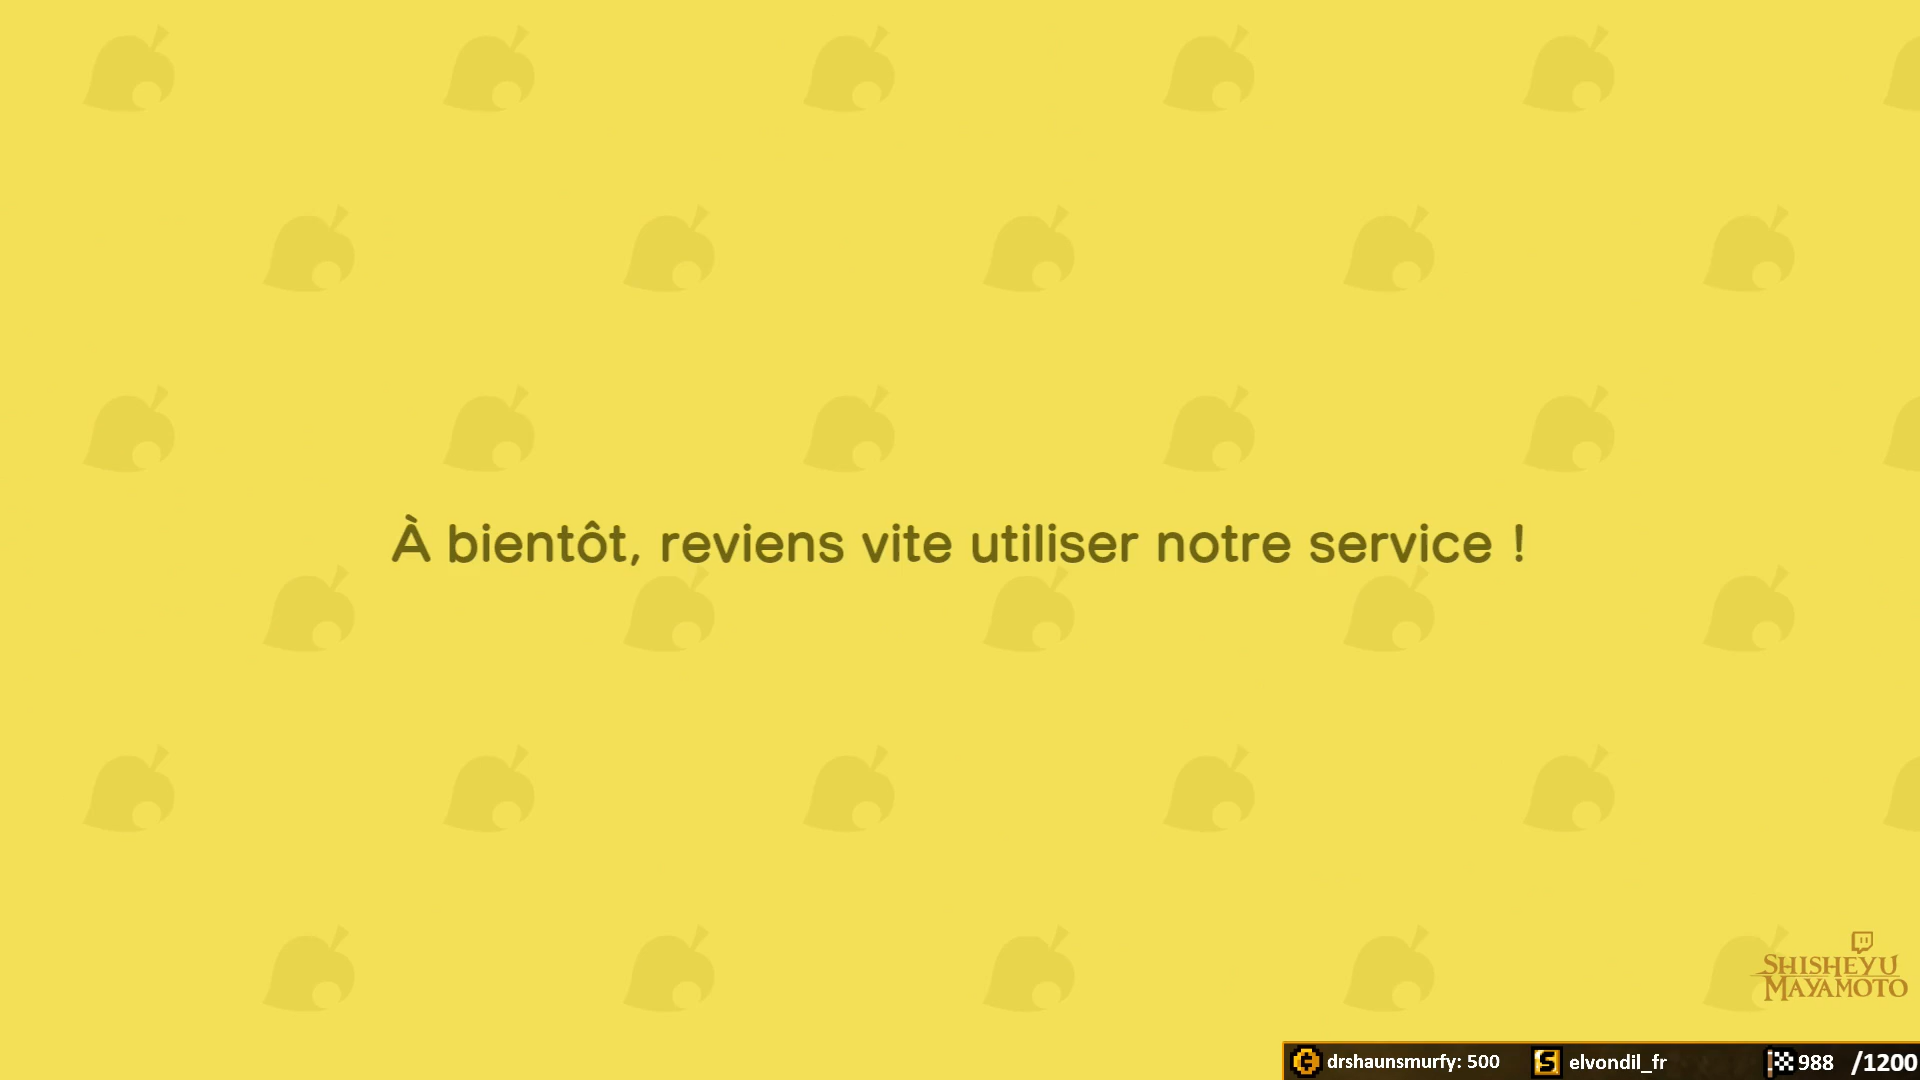 À bientôt, reviens vite utiliser notre service !
SHISHEYU
MAYAMOTO
drshaunsmurfy: 500 elvondil_fr 988 /1200